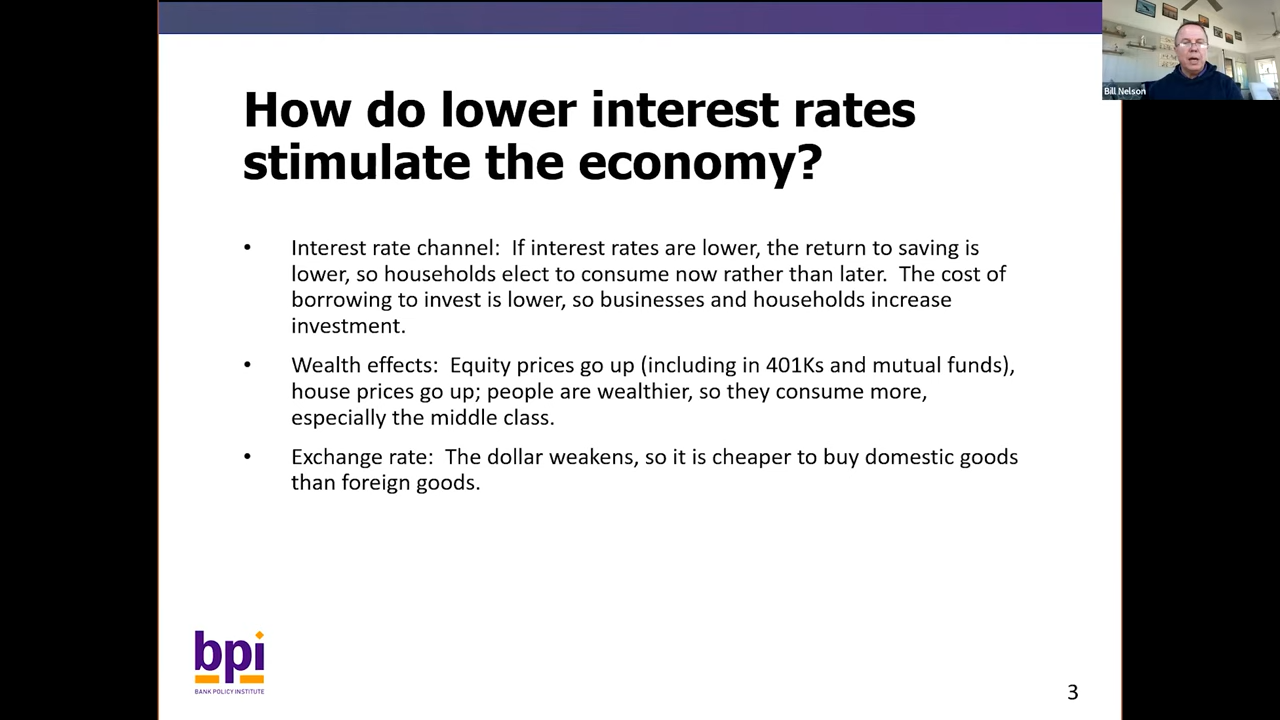 How do lower interest rates
stimulate the economy?
• Interest rate channel: If interest rates are lower, the return to saving is
lower, so households elect to consume now rather than later. The cost of
borrowing to invest is lower, so businesses and households increase
investment.
• Wealth effects: Equity prices go up (including in 401Ks and mutual funds),
house prices go up; people are wealthier, so they consume more,
especially the middle class.
• Exchange rate: The dollar weakens, so it is cheaper to buy domestic goods
than foreign goods.
bpi
BANK POLICY INSTITUTE
3
Bill Nelson